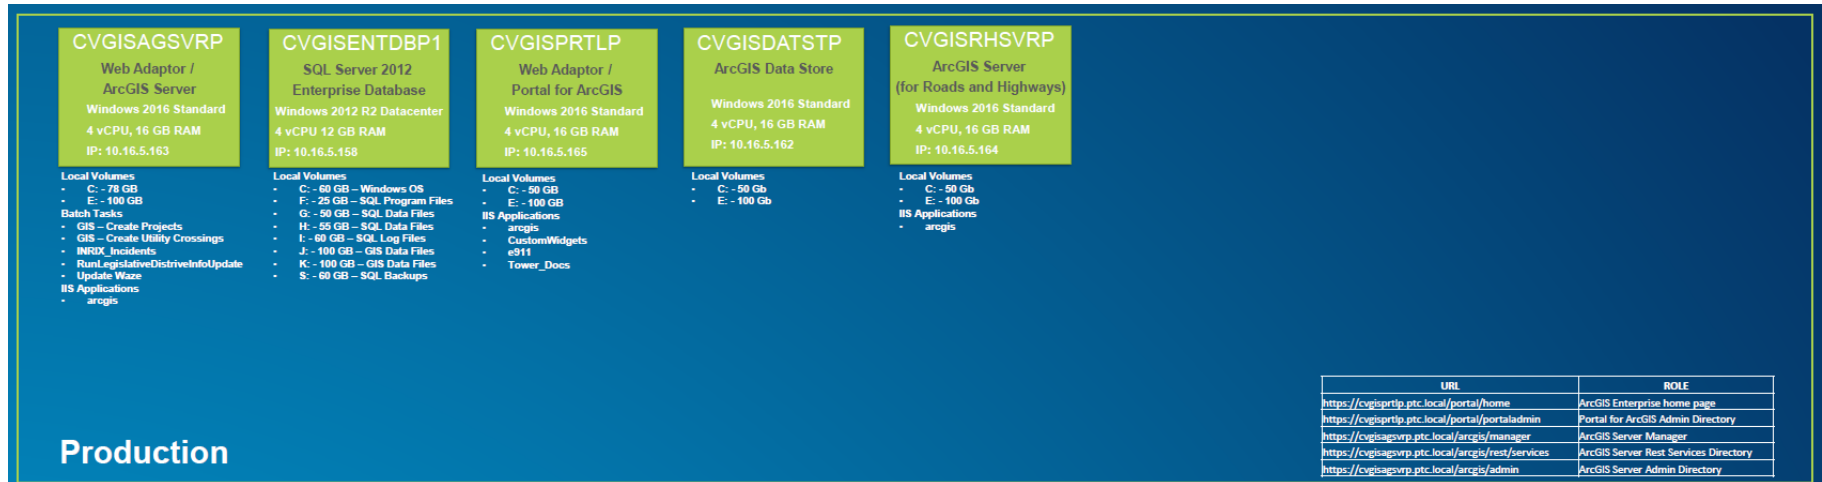 CVGISAGSVRP
Web Adaptor /
ArcGIS Server
Windows 2016 Standard
4 vCPU, 16 GB RAM
IP: 10.16.5.163
Local Volumes
- C: - 78 GB
- E: - 100 GB
Batch Tasks
- GIS – Create Projects
- GIS – Create Utility Crossings
- INRIX_Incidents
- RunLegislativeDistriveInfoUpdate
- Update Waze
IIS Applications
- arcgis
CVGISENTDBP1
SQL Server 2012
Enterprise Database
Windows 2012 R2 Datacenter
4 vCPU 12 GB RAM
IP: 10.16.5.158
Local Volumes
- C: - 60 GB – Windows OS
- F: - 25 GB – SQL Program Files
- G: - 50 GB – SQL Data Files
- H: - 55 GB – SQL Data Files
- I: - 60 GB – SQL Log Files
- J: - 100 GB – GIS Data Files
- K: - 100 GB – GIS Data Files
- S: - 60 GB – SQL Backups
CVGISPRTLP
Web Adaptor /
Portal for ArcGIS
Windows 2016 Standard
4 vCPU, 16 GB RAM
IP: 10.16.5.165
Local Volumes
- C: - 50 GB
- E: - 100 GB
IIS Applications
- arcgis
- CustomWidgets
- e911
- Tower_Docs
CVGISDATSTP
ArcGIS Data Store
Windows 2016 Standard
4 vCPU, 16 GB RAM
IP: 10.16.5.162
Local Volumes
- C: - 50 Gb
- E: - 100 Gb
CVGISRHSVRP
ArcGIS Server
(for Roads and Highways)
Windows 2016 Standard
4 vCPU, 16 GB RAM
IP: 10.16.5.164
Local Volumes
- C: - 50 Gb
- E: - 100 Gb
IIS Applications
- arcgis
URL ROLE
https://cvgisprtlp.ptc.local/portal/home ArcGIS Enterprise home page
https://cvgisprtlp.ptc.local/portal/portaladmin Portal for ArcGIS Admin Directory
https://cvgisagsvrp.ptc.local/arcgis/manager ArcGIS Server Manager
https://cvgisagsvrp.ptc.local/arcgis/rest/services ArcGIS Server Rest Services Directory
https://cvgisagsvrp.ptc.local/arcgis/admin ArcGIS Server Admin Directory
Production